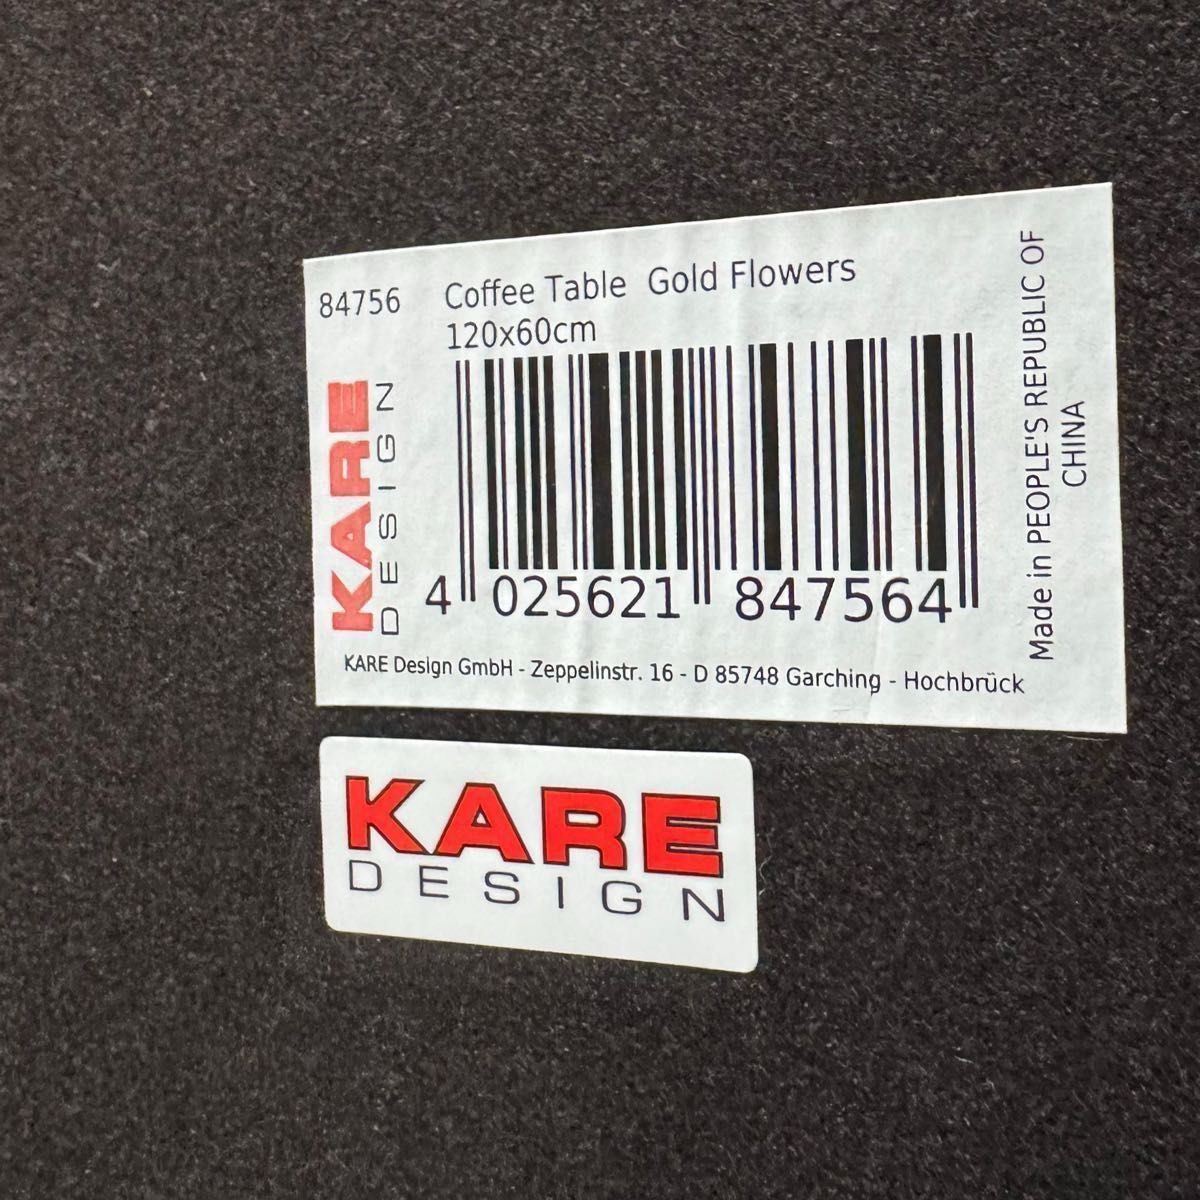 84756 Coffee Table Gold Flowers
120x60cm
KARE
DESIGN
4 025621 847564
Made in PEOPLE'S REPUBLIC OF
CHINA
KARE Design GmbH - Zeppelinstr. 16 - D 85748 Garching - Hochbrück
KARE
DESIGN